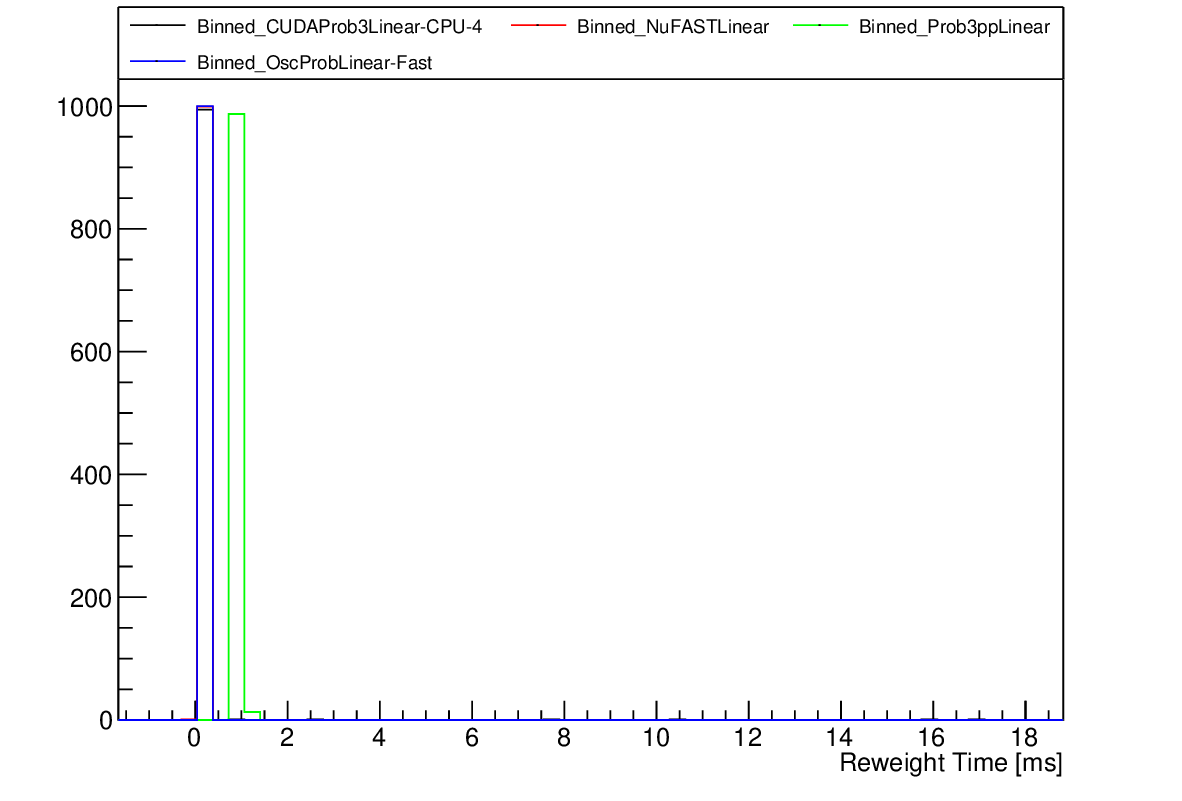 Binned_CUDAProb3Linear-CPU-4 Binned_NuFASTLinear Binned_Prob3ppLinear
Binned_OscProbLinear-Fast
1000
800
600
400
200
0
0 2 4 6 8 10 12 14 16 18
Reweight Time [ms]